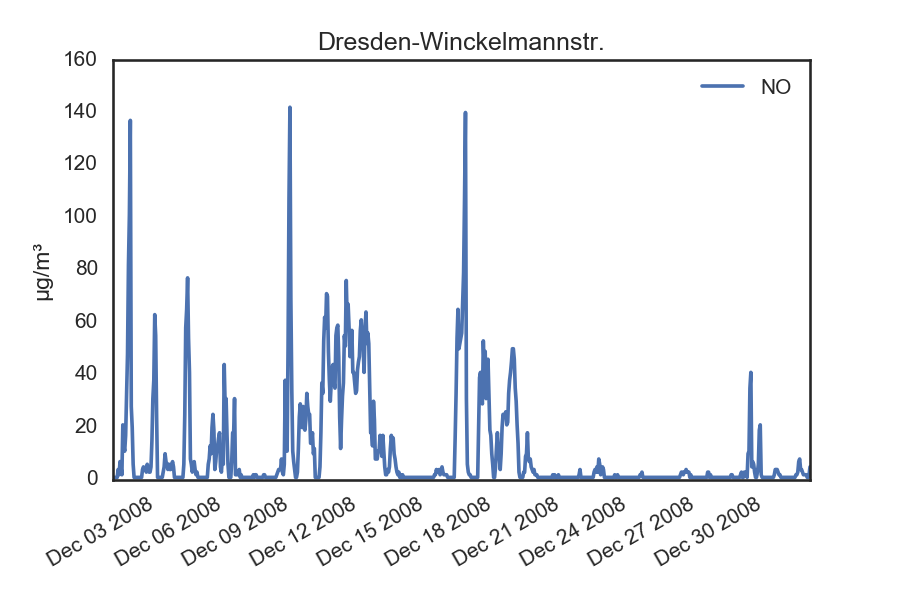 Dresden-Winckelmannstr.
160
140
120
100
80
60
40
20
0
µg/m³
NO
Dec 03 2008
Dec 06 2008
Dec 09 2008
Dec 12 2008
Dec 15 2008
Dec 18 2008
Dec 21 2008
Dec 24 2008
Dec 27 2008
Dec 30 2008